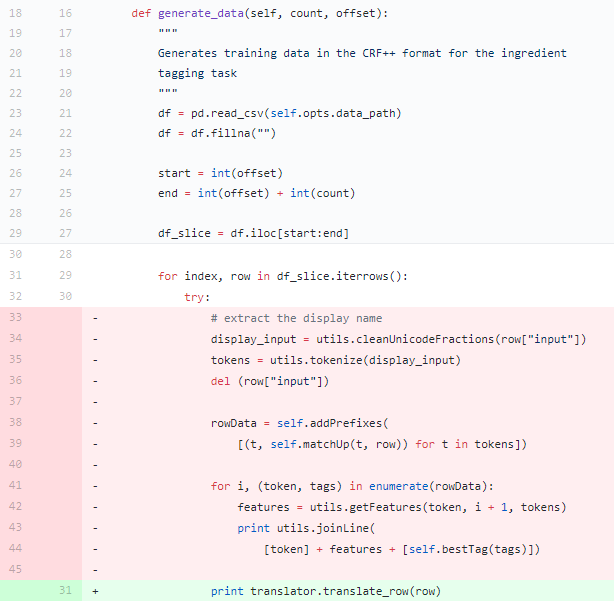 18 16 def generate_data(self, count, offset):
19 17 """
20 18 Generates training data in the CRF++ format for the ingredient
21 19 tagging task
22 20 """
23 21 df = pd.read_csv(self.opts.data_path)
24 22 df = df.fillna("")
25 23
26 24 start = int(offset)
27 25 end = int(offset) + int(count)
28 26
29 27 df_slice = df.iloc[start:end]
30 28
31 29 for index, row in df_slice.iterrows():
32 30 try:
33 - # extract the display name
34 - display_input = utils.cleanUnicodeFractions(row["input"])
35 - tokens = utils.tokenize(display_input)
36 - del (row["input"])
37 -
38 - rowData = self.addPrefixes(
39 - [(t, self.matchUp(t, row)) for t in tokens])
40 -
41 - for i, (token, tags) in enumerate(rowData):
42 - features = utils.getFeatures(token, i + 1, tokens)
43 - print utils.joinLine(
44 - [token] + features + [self.bestTag(tags)])
45 -
31 + print translator.translate_row(row)